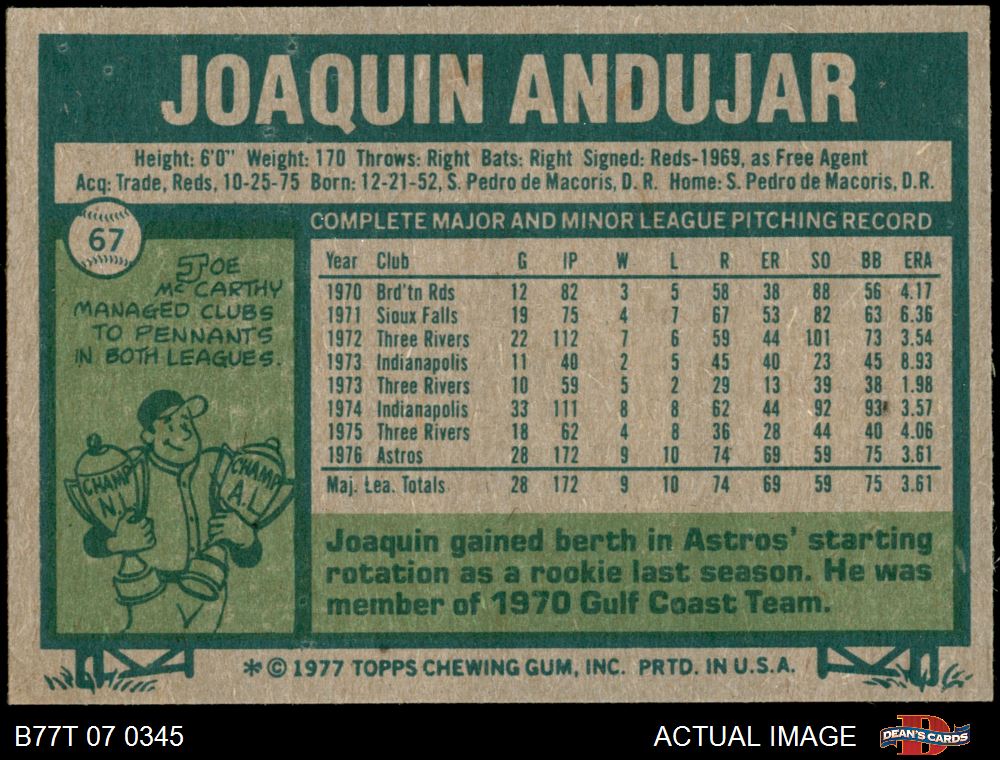 JOAQUIN ANDUJAR
Height: 6'0" Weight: 170 Throws: Right Bats: Right Signed: Reds-1969, as Free Agent
Acq: Trade, Reds, 10-25-75 Born: 12-21-52, S. Pedro de Macoris, D. R. Home: S. Pedro de Macoris, D.R.
67
JOE
McCARTHY
MANAGED CLUBS
TO PENNANTS
IN BOTH LEAGUES.
CHAMP
N.L.
CHAMP
A.L.
COMPLETE MAJOR AND MINOR LEAGUE PITCHING RECORD
Year Club G IP W L R ER SO BB ERA
1970 Brd'tn Rds 12 82 3 5 58 38 88 56 4.17
1971 Sioux Falls 19 75 4 7 67 53 82 63 6.36
1972 Three Rivers 22 112 7 6 59 44 101 73 3.54
1973 Indianapolis 11 40 2 5 45 40 23 45 8.93
1973 Three Rivers 10 59 5 2 29 13 39 38 1.98
1974 Indianapolis 33 111 8 8 62 44 92 93 3.57
1975 Three Rivers 18 62 4 8 36 28 44 40 4.06
1976 Astros 28 172 9 10 74 69 59 75 3.61
Maj. Lea. Totals 28 172 9 10 74 69 59 75 3.61
Joaquin gained berth in Astros' starting
rotation as a rookie last season. He was
member of 1970 Gulf Coast Team.
* © 1977 TOPPS CHEWING GUM, INC. PRTD. IN U.S.A.
B77T 07 0345
ACTUAL IMAGE
D
DEAN'S CARDS